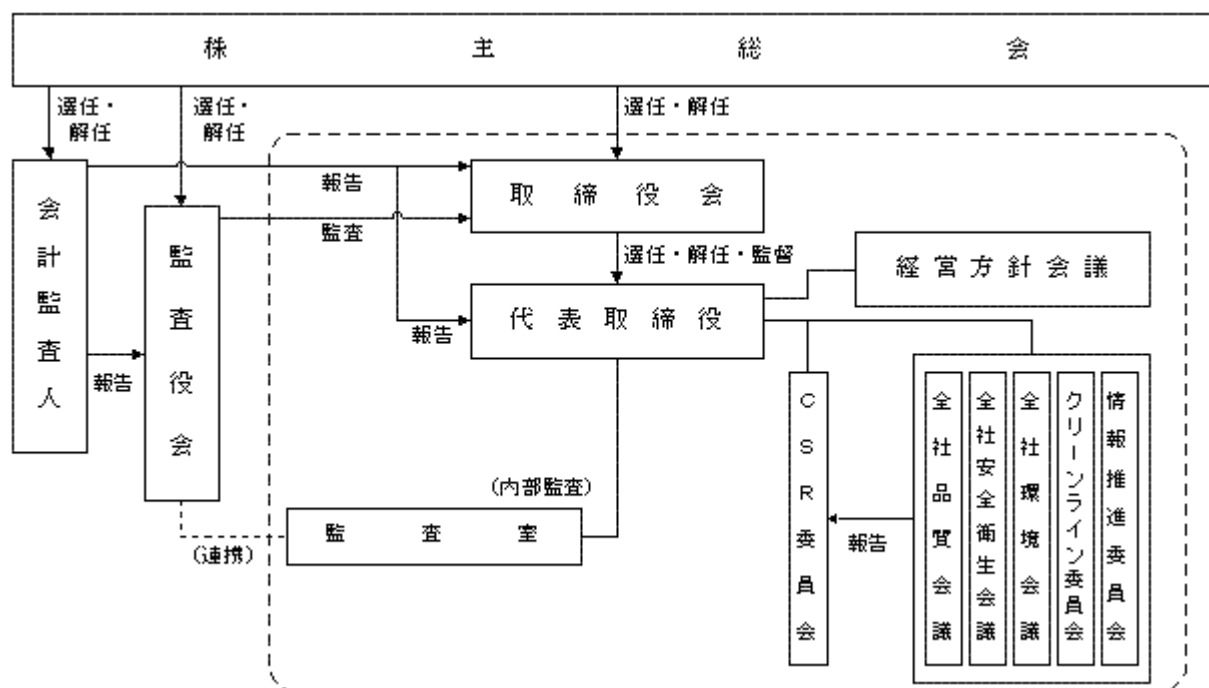 株主総会
選任・
解任
選任・
解任
選任・解任
会計監査人
報告
取締役会
監査役会
監査
選任・解任・監督
経営方針会議
代表取締役
報告
報告
CSR委員会
全社品質会議
全社安全衛生会議
全社環境会議
クリーンライン委員会
情報推進委員会
(内部監査)
監査室
(連携)
報告